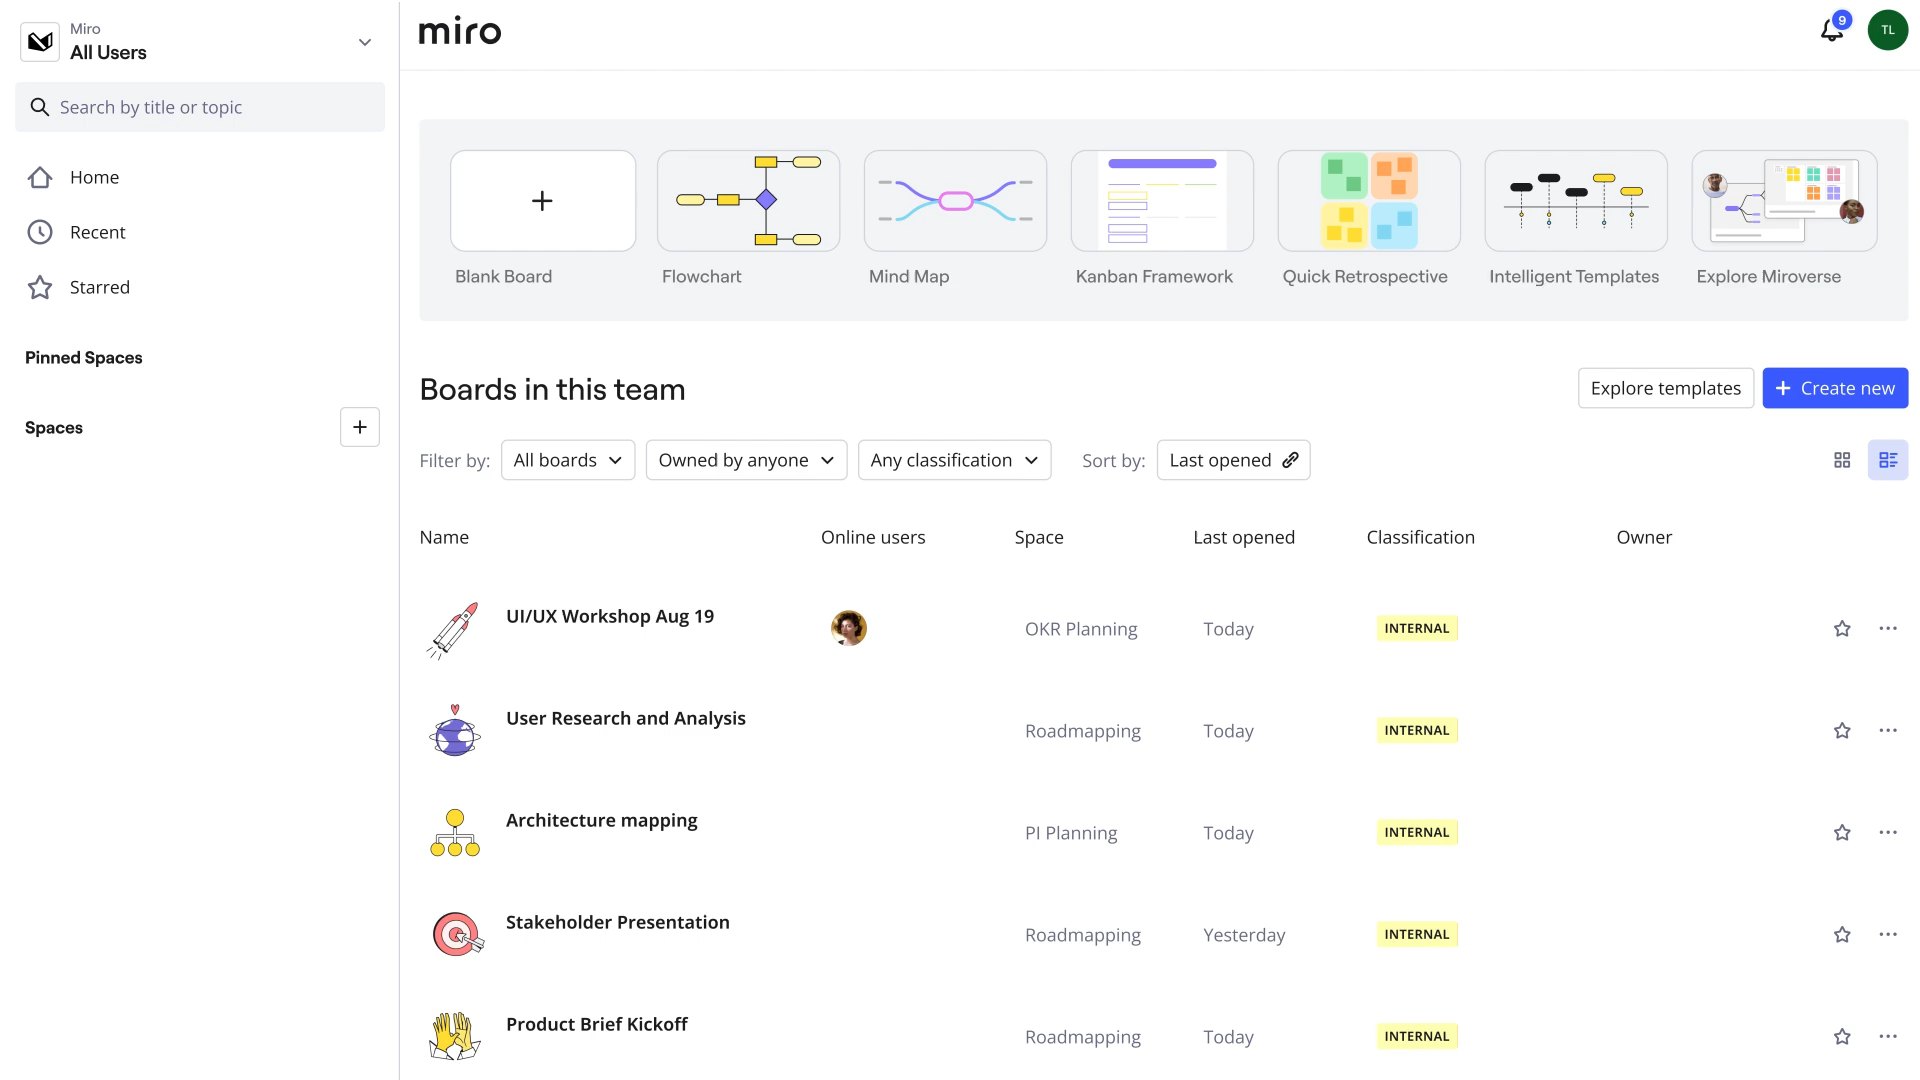 Miro
All Users
Search by title or topic
Home
Recent
Starred
Pinned Spaces
Spaces
miro
9
TL
Blank Board
Flowchart
Mind Map
Kanban Framework
Quick Retrospective
Intelligent Templates
Explore Miroverse
Boards in this team
Explore templates
Create new
Filter by:
All boards
Owned by anyone
Any classification
Sort by:
Last opened
Name
Online users
Space
Last opened
Classification
Owner
UI/UX Workshop Aug 19
OKR Planning
Today
INTERNAL
User Research and Analysis
Roadmapping
Today
INTERNAL
Architecture mapping
PI Planning
Today
INTERNAL
Stakeholder Presentation
Roadmapping
Yesterday
INTERNAL
Product Brief Kickoff
Roadmapping
Today
INTERNAL